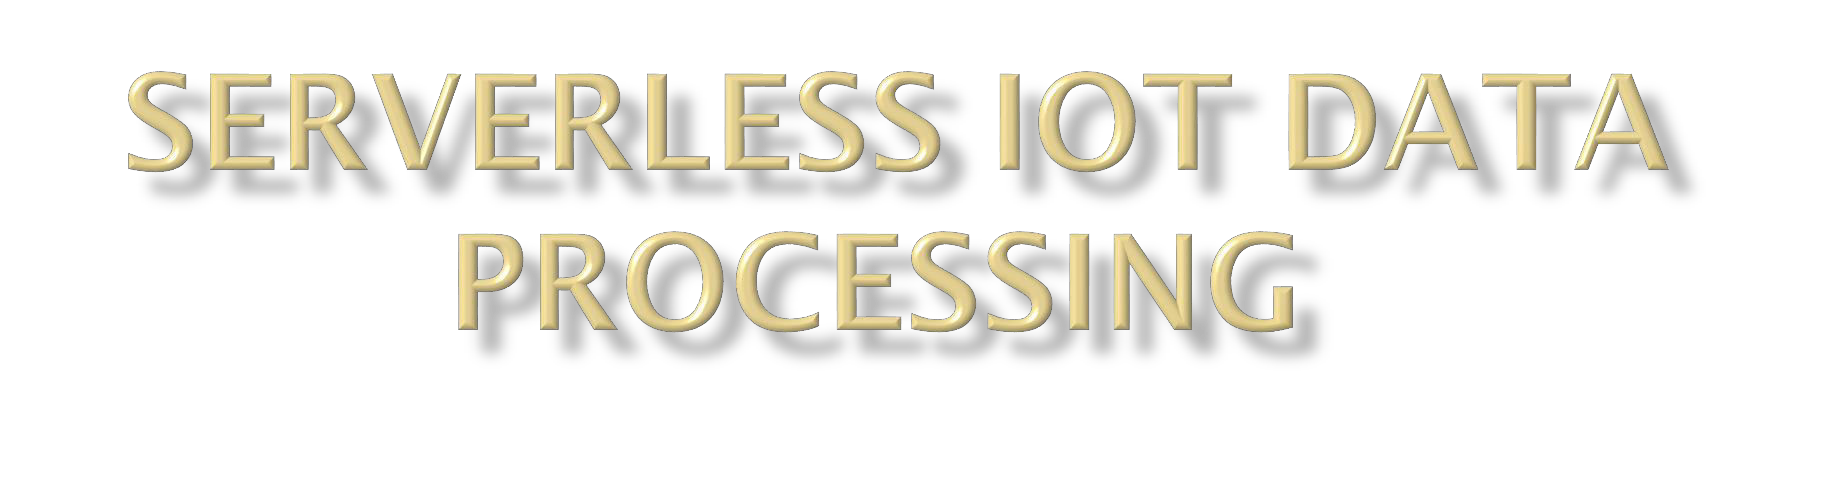 SERVERLESS IOT DATA
PROCESSING